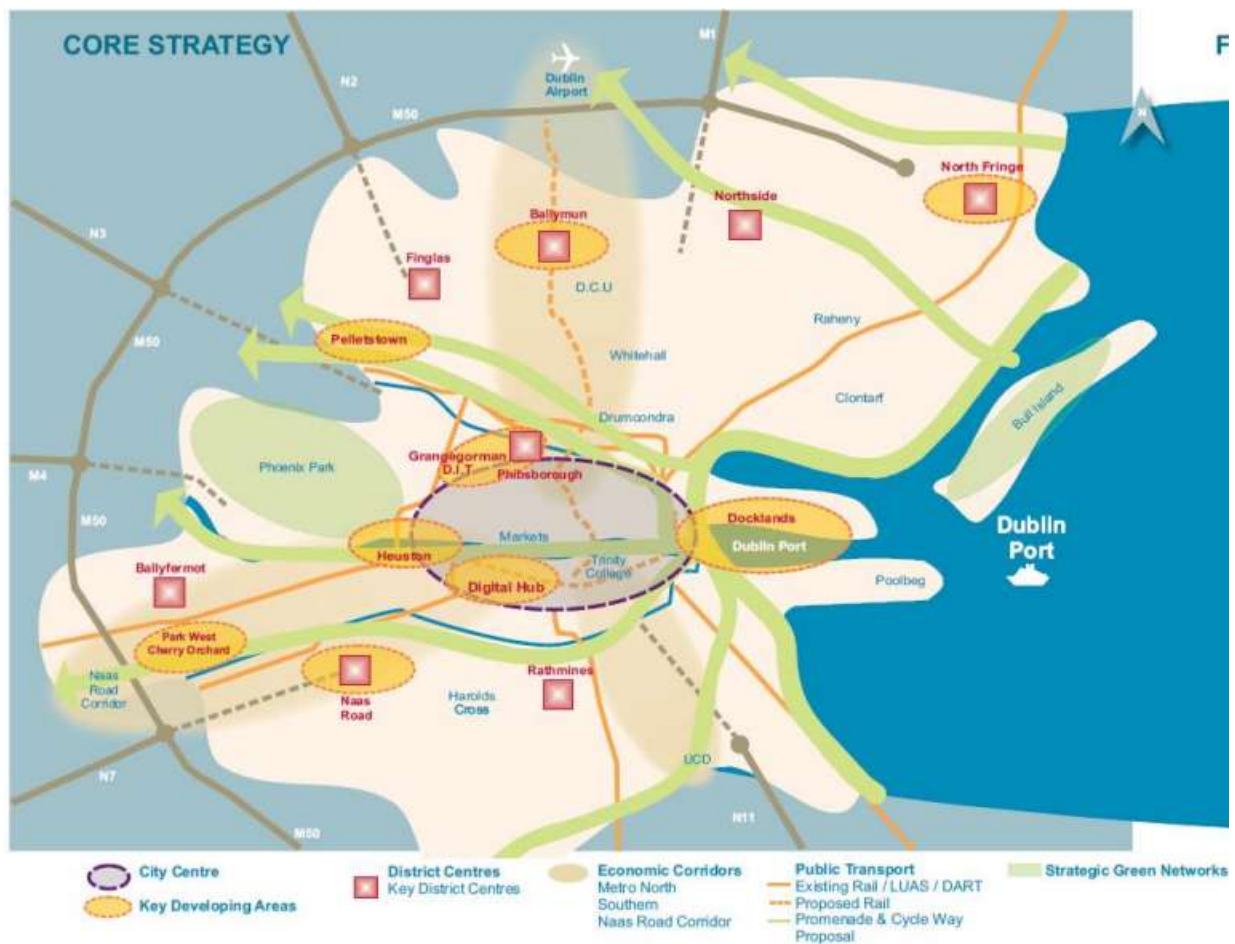 CORE STRATEGY
F
M1
N2
Dublin
Airport
M50
N
North Fringe
Northside
Ballymun
N3
Finglas
D.C.U
Raheny
Pelletstown
M50
Whitehall
Clontarf
Bull Island
Drumcondra
Grangegorman
D.I.T
Phibsborough
Phoenix Park
M4
M50
Docklands
Dublin
Port
Markets
Dublin Port
Heuston
Trinity
College
Ballyfermot
Digital Hub
Poolbeg
Park West
Cherry Orchard
Naas
Road
Corridor
Rathmines
Naas
Road
Harolds
Cross
UCD
N7
M50
N11
City Centre
Key Developing Areas
District Centres
Key District Centres
Economic Corridors
Metro North
Southern
Naas Road Corridor
Public Transport
Existing Rail / LUAS / DART
Proposed Rail
Promenade & Cycle Way
Proposal
Strategic Green Networks